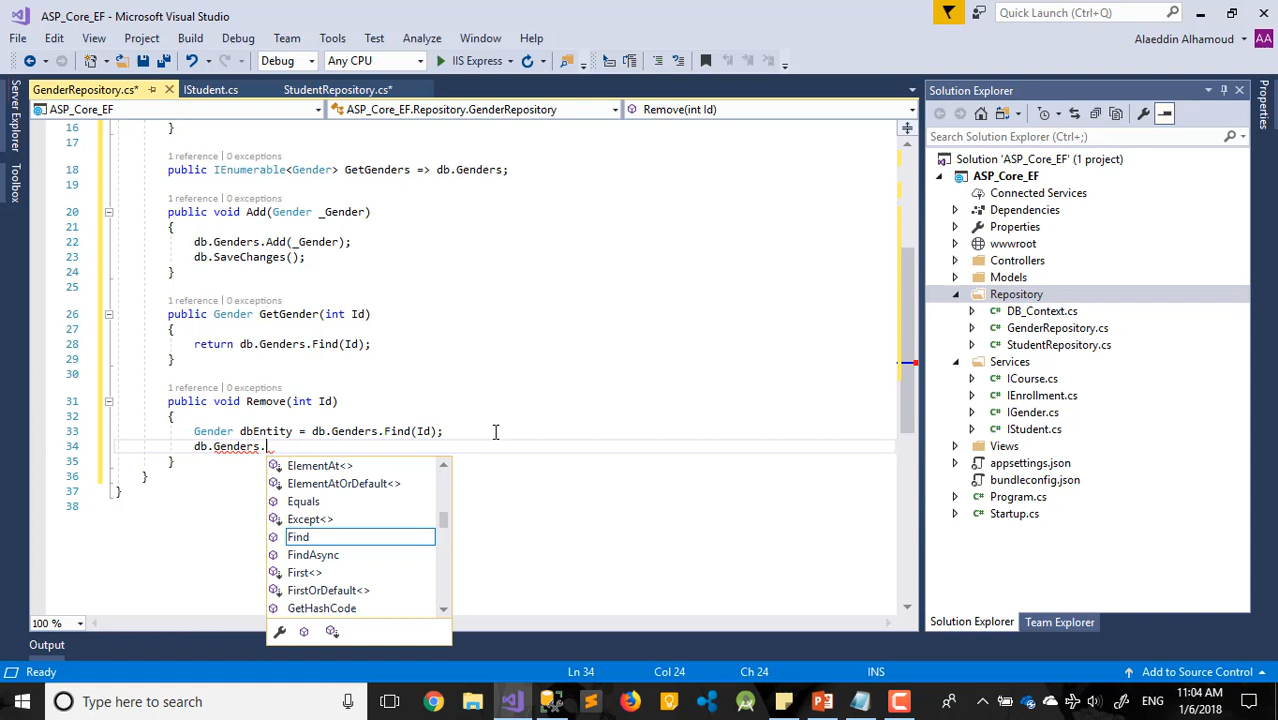 ASP_Core_EF - Microsoft Visual Studio
Quick Launch (Ctrl+Q)
File Edit View Project Build Debug Team Tools Test Analyze Window Help
Alaeddin Alhamoud
AA
Debug Any CPU IIS Express
GenderRepository.cs* IStudent.cs StudentRepository.cs*
Solution Explorer
ASP_Core_EF ASP_Core_EF.Repository.GenderRepository Remove(int Id)
Server Explorer
Toolbox
Properties
Search Solution Explorer (Ctrl+;)
16 }
17
1 reference | 0 exceptions
18 public IEnumerable<Gender> GetGenders => db.Genders;
19
1 reference | 0 exceptions
20 public void Add(Gender _Gender)
21 {
22 db.Genders.Add(_Gender);
23 db.SaveChanges();
24 }
25
1 reference | 0 exceptions
26 public Gender GetGender(int Id)
27 {
28 return db.Genders.Find(Id);
29 }
30
1 reference | 0 exceptions
31 public void Remove(int Id)
32 {
33 Gender dbEntity = db.Genders.Find(Id);
34 db.Genders.
35 }
36 }
37 }
38
ElementAt<>
ElementAtOrDefault<>
Equals
Except<>
Find
FindAsync
First<>
FirstOrDefault<>
GetHashCode
Solution 'ASP_Core_EF' (1 project)
ASP_Core_EF
Connected Services
Dependencies
Properties
wwwroot
Controllers
Models
Repository
C# DB_Context.cs
C# GenderRepository.cs
C# StudentRepository.cs
Services
C# ICourse.cs
C# IEnrollment.cs
C# IGender.cs
C# IStudent.cs
Views
appsettings.json
bundleconfig.json
C# Program.cs
C# Startup.cs
100 %
Solution Explorer Team Explorer
Output
Ready Ln 34 Col 24 Ch 24 INS Add to Source Control
Type here to search
ENG
11:04 AM
1/6/2018